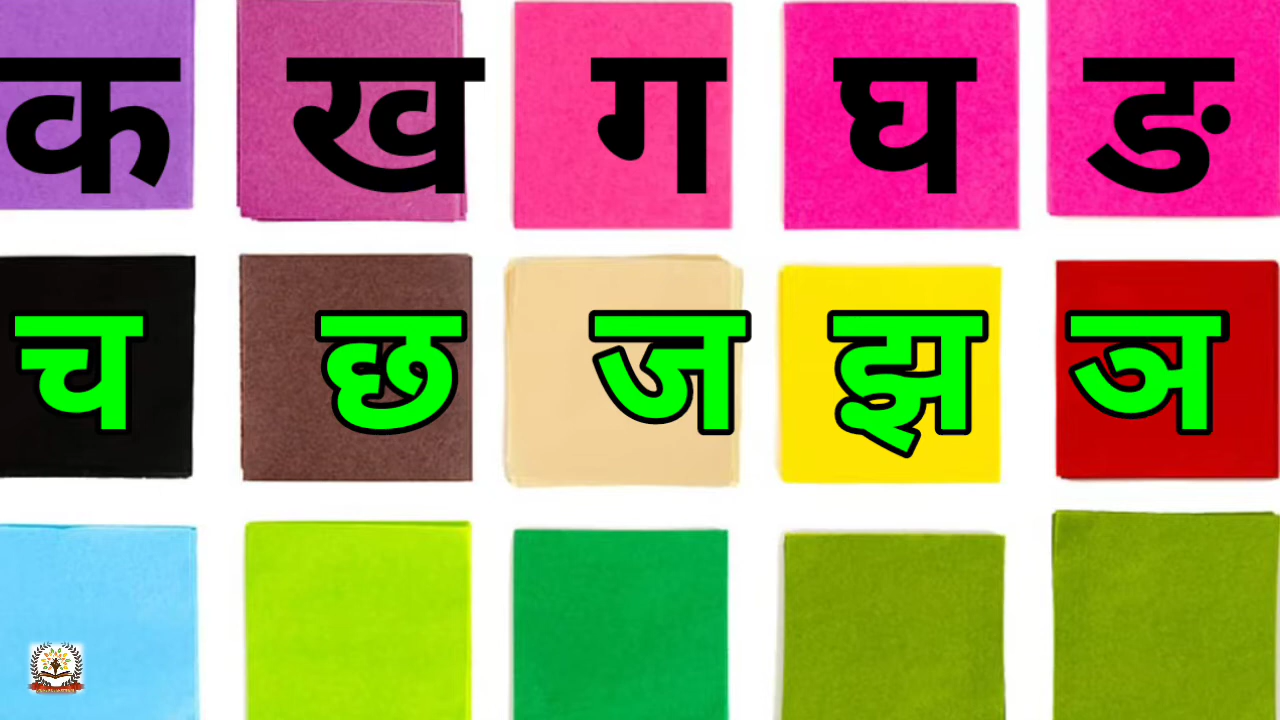 क ख ग घ ङ
च छ ज झ ञ